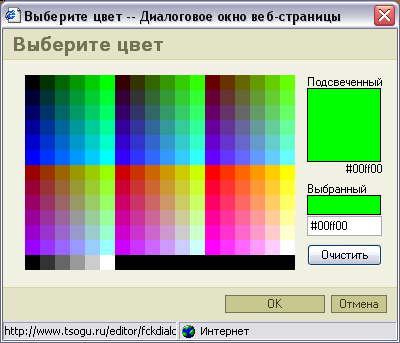 Выберите цвет -- Диалоговое окно веб-страницы
Выберите цвет
Подсвеченный
#00ff00
Выбранный
#00ff00
Очистить
OK
Отмена
http://www.tsogu.ru/editor/fckdialc
Интернет